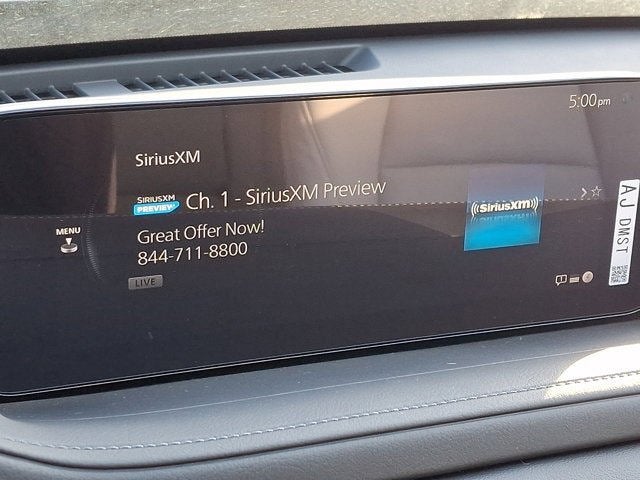 5:00pm
SiriusXM
SIRIUSXM
PREVIEW
Ch. 1 - SiriusXM Preview
((SiriusXM))
MENU
Great Offer Now!
844-711-8800
LIVE
AJ DMST